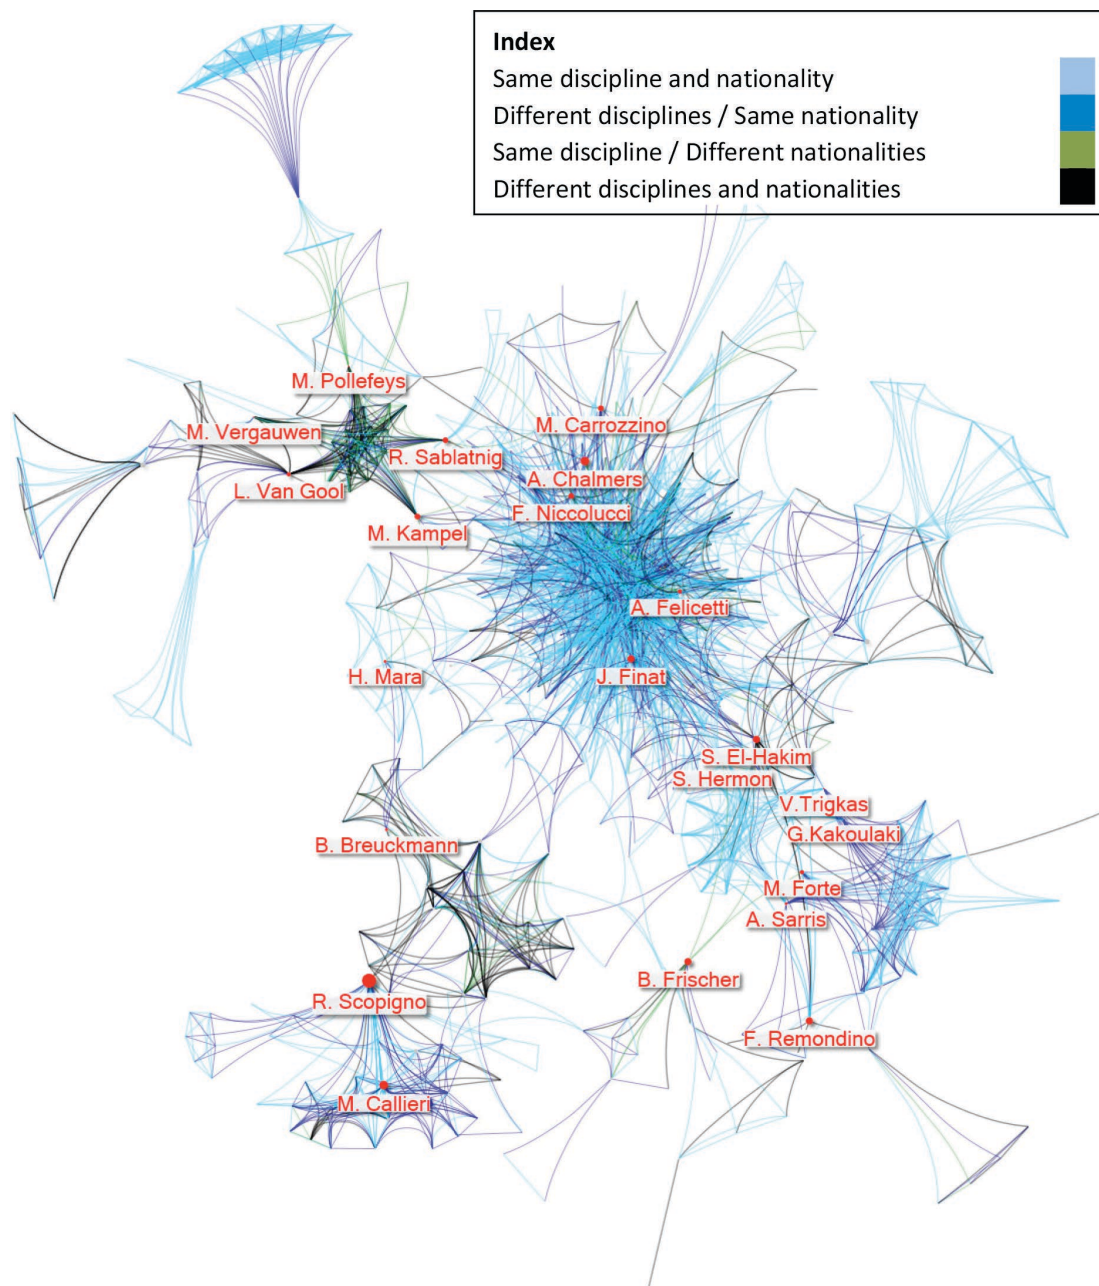 Index
Same discipline and nationality
Different disciplines / Same nationality
Same discipline / Different nationalities
Different disciplines and nationalities
M. Pollefeys
M. Vergauwen
M. Carrozzino
R. Sablatnig
A. Chalmers
L. Van Gool
F. Niccolucci
M. Kampel
A. Felicetti
H. Mara
J. Finat
S. El-Hakim
S. Hermon
V.Trigkas
G.Kakoulaki
B. Breuckmann
M. Forte
A. Sarris
B. Frischer
R. Scopigno
F. Remondino
M. Callieri